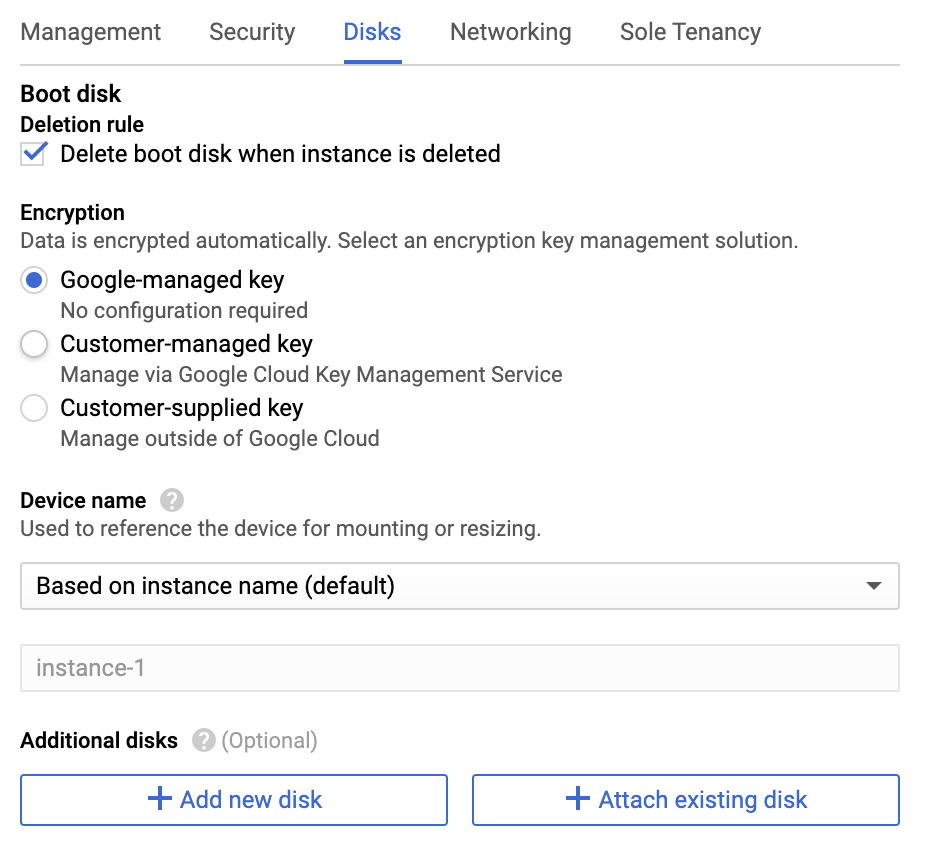 Management Security Disks Networking Sole Tenancy
Boot disk
Deletion rule
Delete boot disk when instance is deleted
Encryption
Data is encrypted automatically. Select an encryption key management solution.
Google-managed key
No configuration required
Customer-managed key
Manage via Google Cloud Key Management Service
Customer-supplied key
Manage outside of Google Cloud
Device name ?
Used to reference the device for mounting or resizing.
Based on instance name (default)
instance-1
Additional disks ? (Optional)
+ Add new disk + Attach existing disk